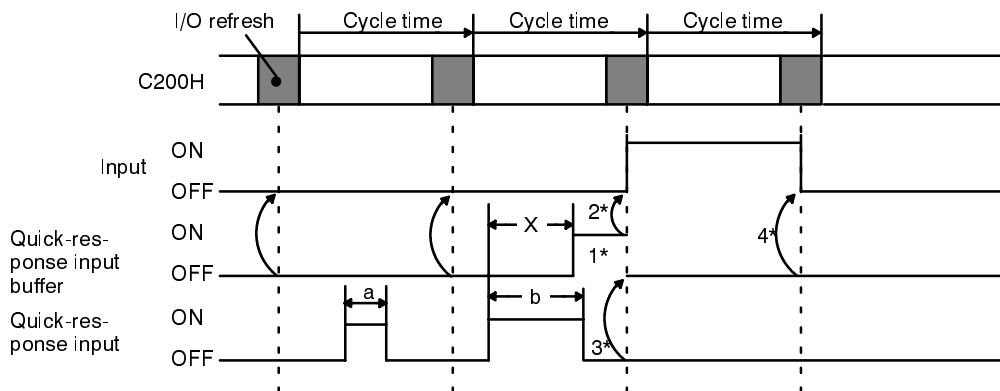 I/O refresh
Cycle time
Cycle time
Cycle time
C200H
Input
ON
OFF
Quick-res-
ponse input
buffer
ON
OFF
X
2*
1*
4*
Quick-res-
ponse input
ON
OFF
a
b
3*